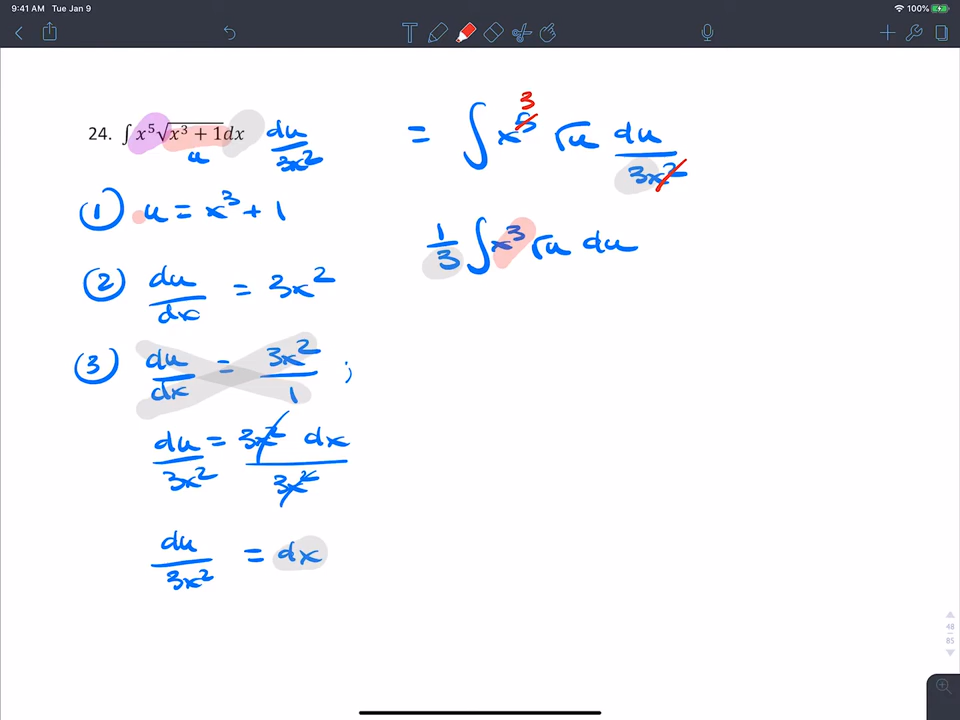 9:41 AM Tue Jan 9
100%
24. ∫ x⁵√(x³ + 1)dx du/3x²
u
① u = x³ + 1
② du/dx = 3x²
③ du/dx = 3x²/1 ;
du/3x² = 3x² dx/3x²
du/3x² = dx
= ∫ x⁵ ³ √u du/3x²
1/3 ∫ x³ √u du
48
85